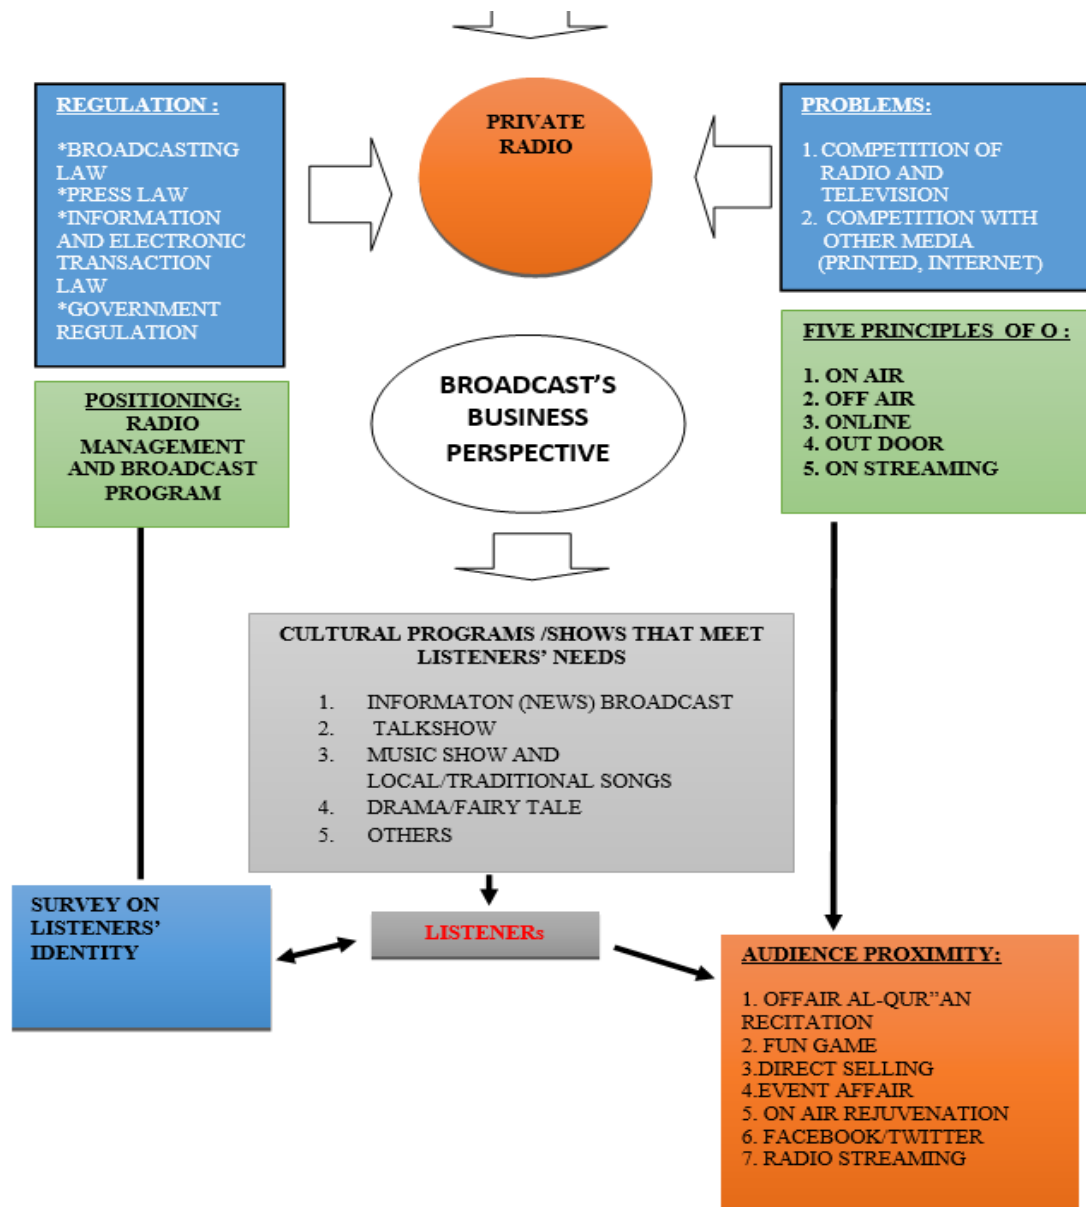 REGULATION :
*BROADCASTING
LAW
*PRESS LAW
*INFORMATION
AND ELECTRONIC
TRANSACTION
LAW
*GOVERNMENT
REGULATION
PRIVATE
RADIO
PROBLEMS:
1. COMPETITION OF
RADIO AND
TELEVISION
2. COMPETITION WITH
OTHER MEDIA
(PRINTED, INTERNET)
POSITIONING:
RADIO
MANAGEMENT
AND BROADCAST
PROGRAM
BROADCAST’S
BUSINESS
PERSPECTIVE
FIVE PRINCIPLES OF O :
1. ON AIR
2. OFF AIR
3. ONLINE
4. OUT DOOR
5. ON STREAMING
CULTURAL PROGRAMS /SHOWS THAT MEET
LISTENERS’ NEEDS
1. INFORMATON (NEWS) BROADCAST
2. TALKSHOW
3. MUSIC SHOW AND
LOCAL/TRADITIONAL SONGS
4. DRAMA/FAIRY TALE
5. OTHERS
SURVEY ON
LISTENERS’
IDENTITY
LISTENERs
AUDIENCE PROXIMITY:
1. OFFAIR AL-QUR”AN
RECITATION
2. FUN GAME
3.DIRECT SELLING
4.EVENT AFFAIR
5. ON AIR REJUVENATION
6. FACEBOOK/TWITTER
7. RADIO STREAMING